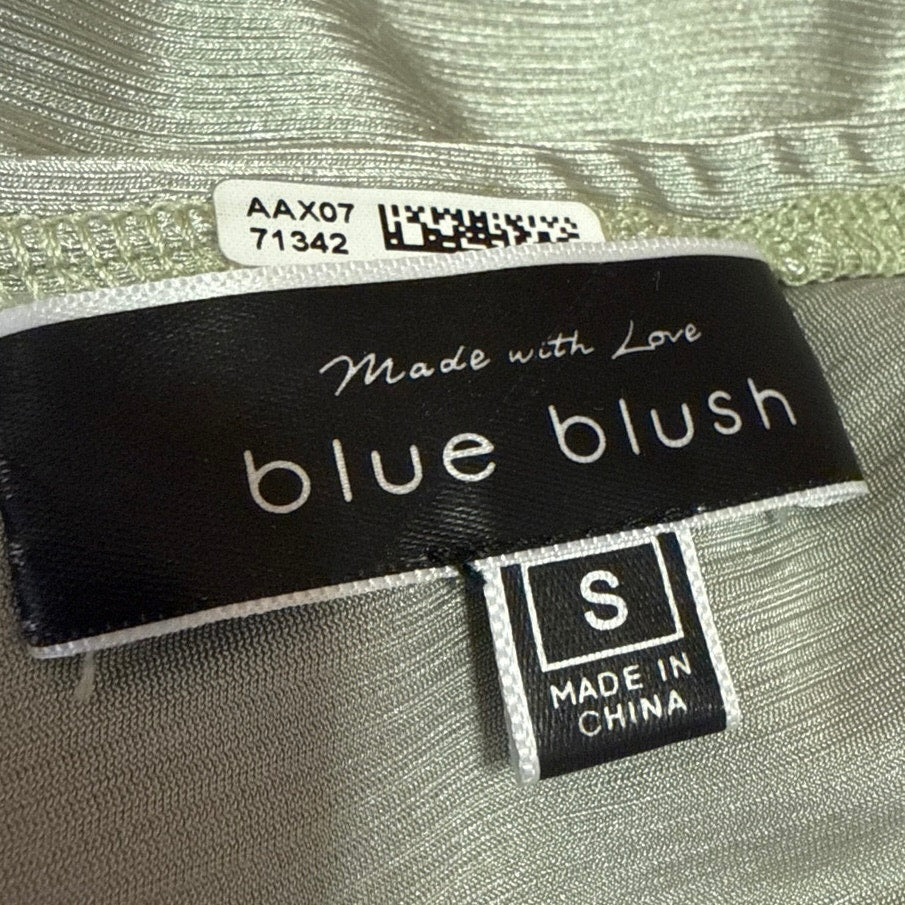 AAX07
71342
Made with Love
blue blush
S
MADE IN
CHINA